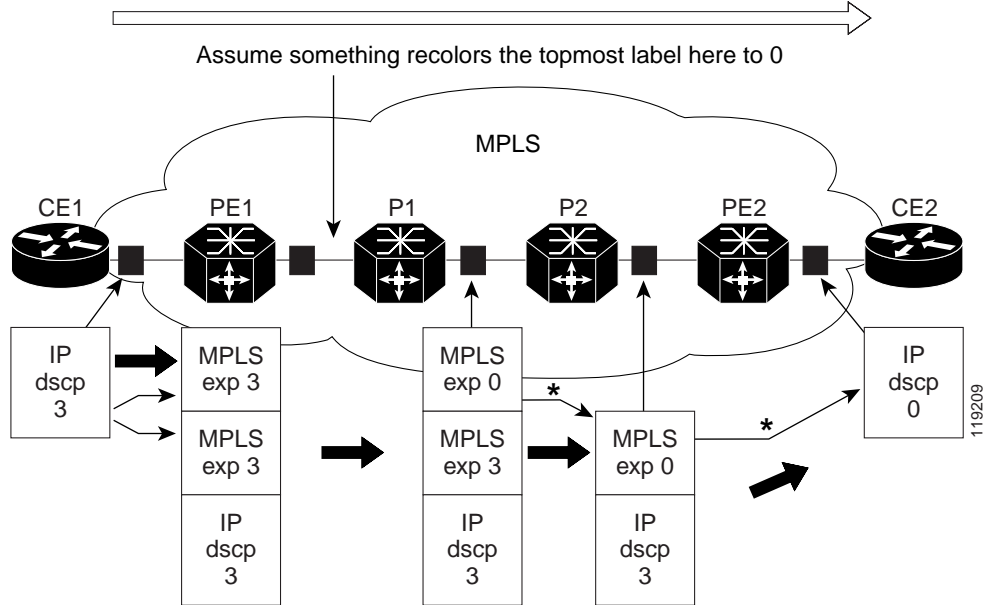 Assume something recolors the topmost label here to 0
MPLS
CE1
PE1
P1
P2
PE2
CE2
IP
dscp
3
MPLS
exp 3
MPLS
exp 3
IP
dscp
3
MPLS
exp 0
MPLS
exp 3
IP
dscp
3
*
MPLS
exp 0
IP
dscp
3
*
IP
dscp
0
119209